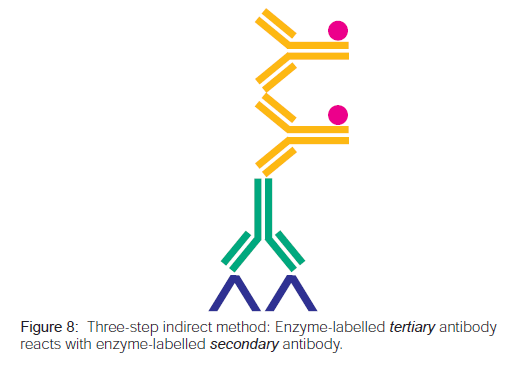 Figure 8: Three-step indirect method: Enzyme-labelled tertiary antibody
reacts with enzyme-labelled secondary antibody.